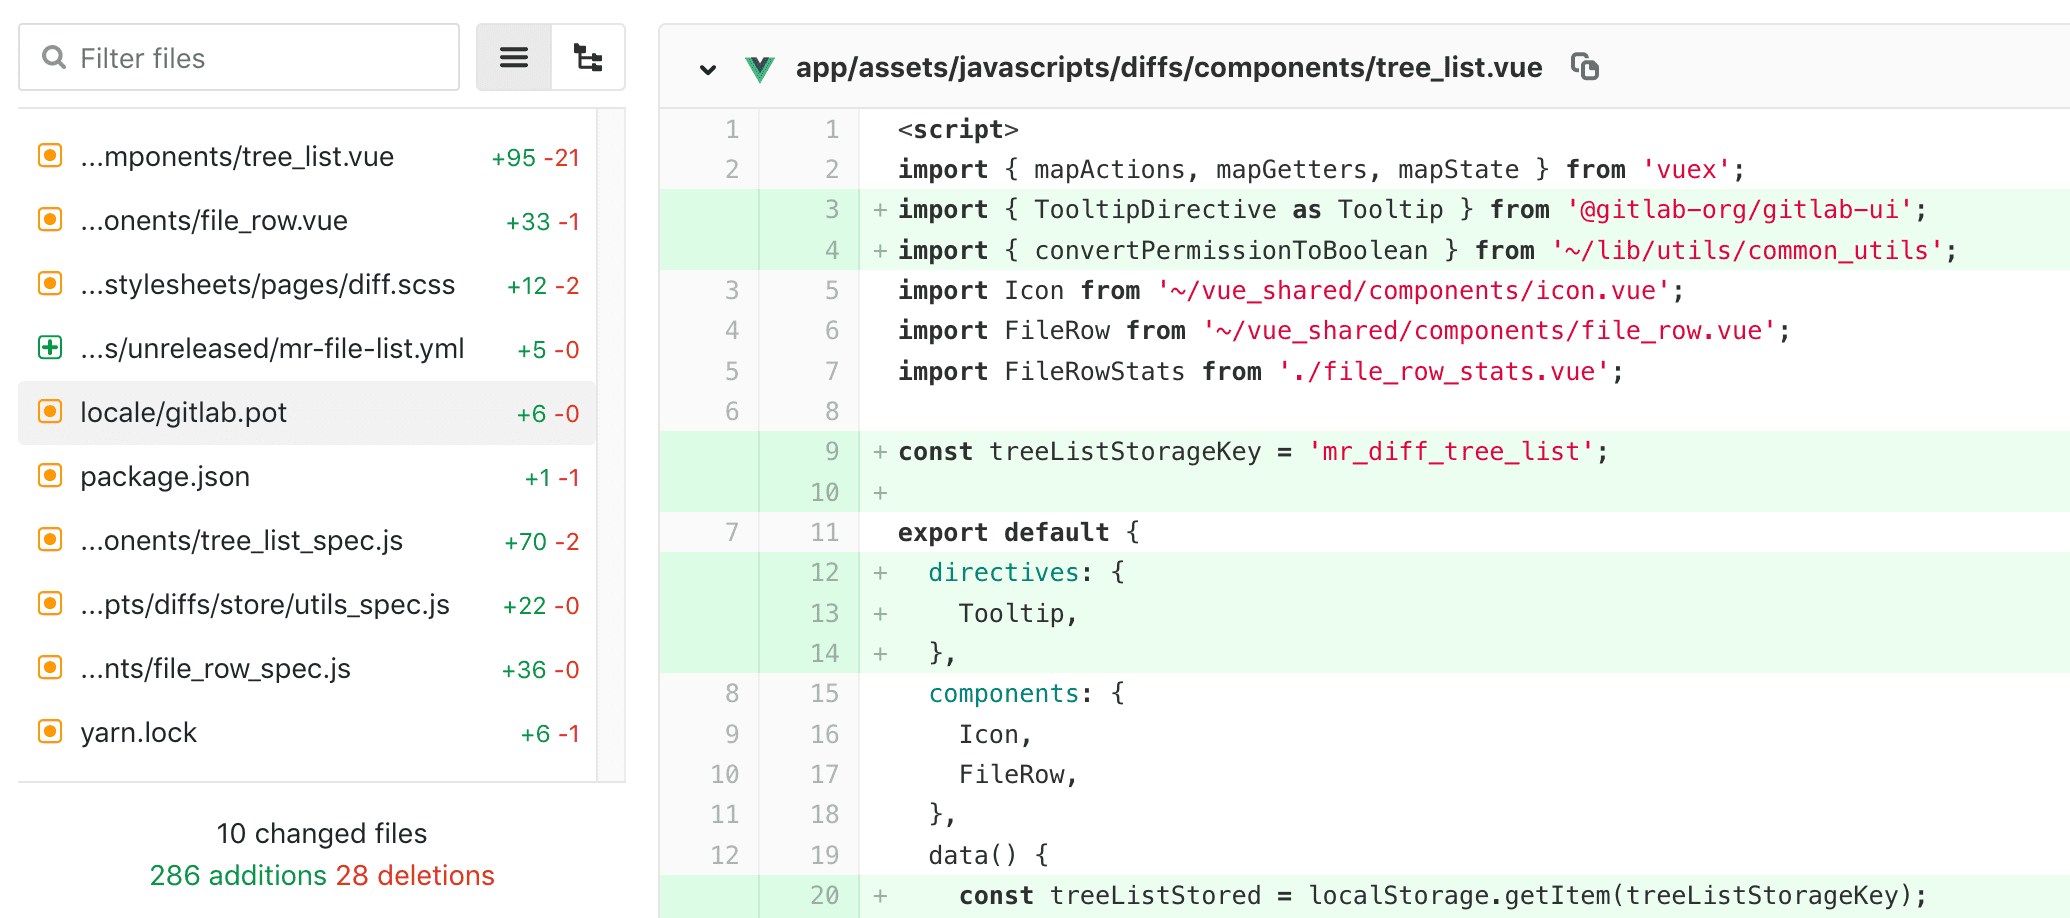 Filter files
...mponents/tree_list.vue +95 -21
...onents/file_row.vue +33 -1
...stylesheets/pages/diff.scss +12 -2
...s/unreleased/mr-file-list.yml +5 -0
locale/gitlab.pot +6 -0
package.json +1 -1
...onents/tree_list_spec.js +70 -2
...pts/diffs/store/utils_spec.js +22 -0
...nts/file_row_spec.js +36 -0
yarn.lock +6 -1
10 changed files
286 additions 28 deletions
app/assets/javascripts/diffs/components/tree_list.vue
1 1 <script>
2 2 import { mapActions, mapGetters, mapState } from 'vuex';
3 + import { TooltipDirective as Tooltip } from '@gitlab-org/gitlab-ui';
4 + import { convertPermissionToBoolean } from '~/lib/utils/common_utils';
3 5 import Icon from '~/vue_shared/components/icon.vue';
4 6 import FileRow from '~/vue_shared/components/file_row.vue';
5 7 import FileRowStats from './file_row_stats.vue';
6 8
9 + const treeListStorageKey = 'mr_diff_tree_list';
10 +
7 11 export default {
12 + directives: {
13 + Tooltip,
14 + },
8 15 components: {
9 16 Icon,
10 17 FileRow,
11 18 },
12 19 data() {
20 + const treeListStored = localStorage.getItem(treeListStorageKey);